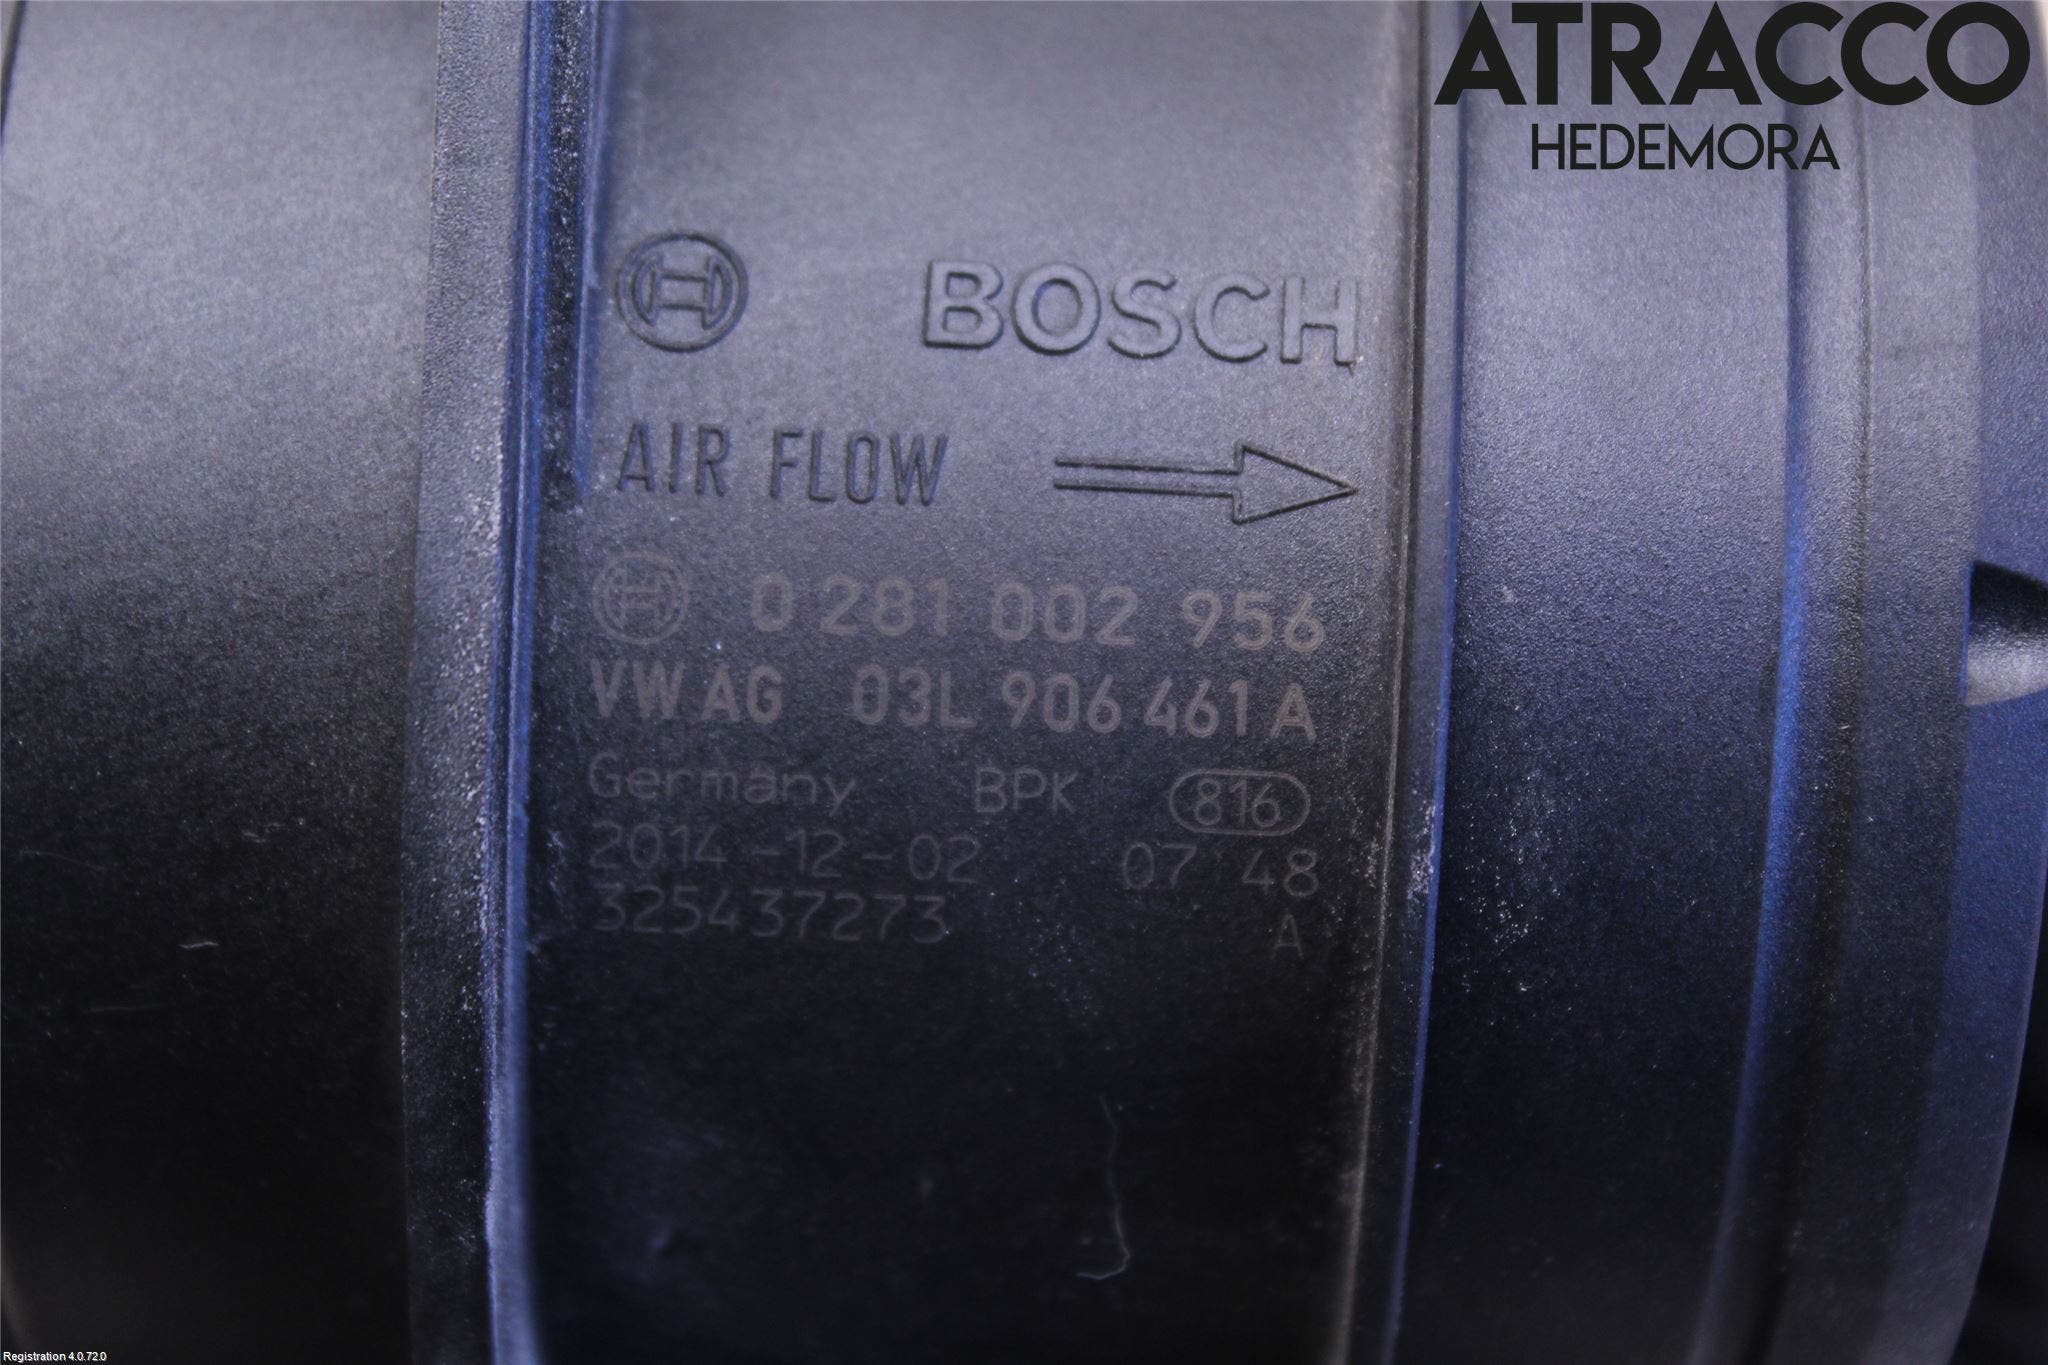 ATRACCO
HEDEMORA
BOSCH
AIR FLOW
0 281 002 956
VW AG 03L 906 461 A
Germany BPK 816
2014-12-02 07 48
325437273 A
Registration 4.0.72.0